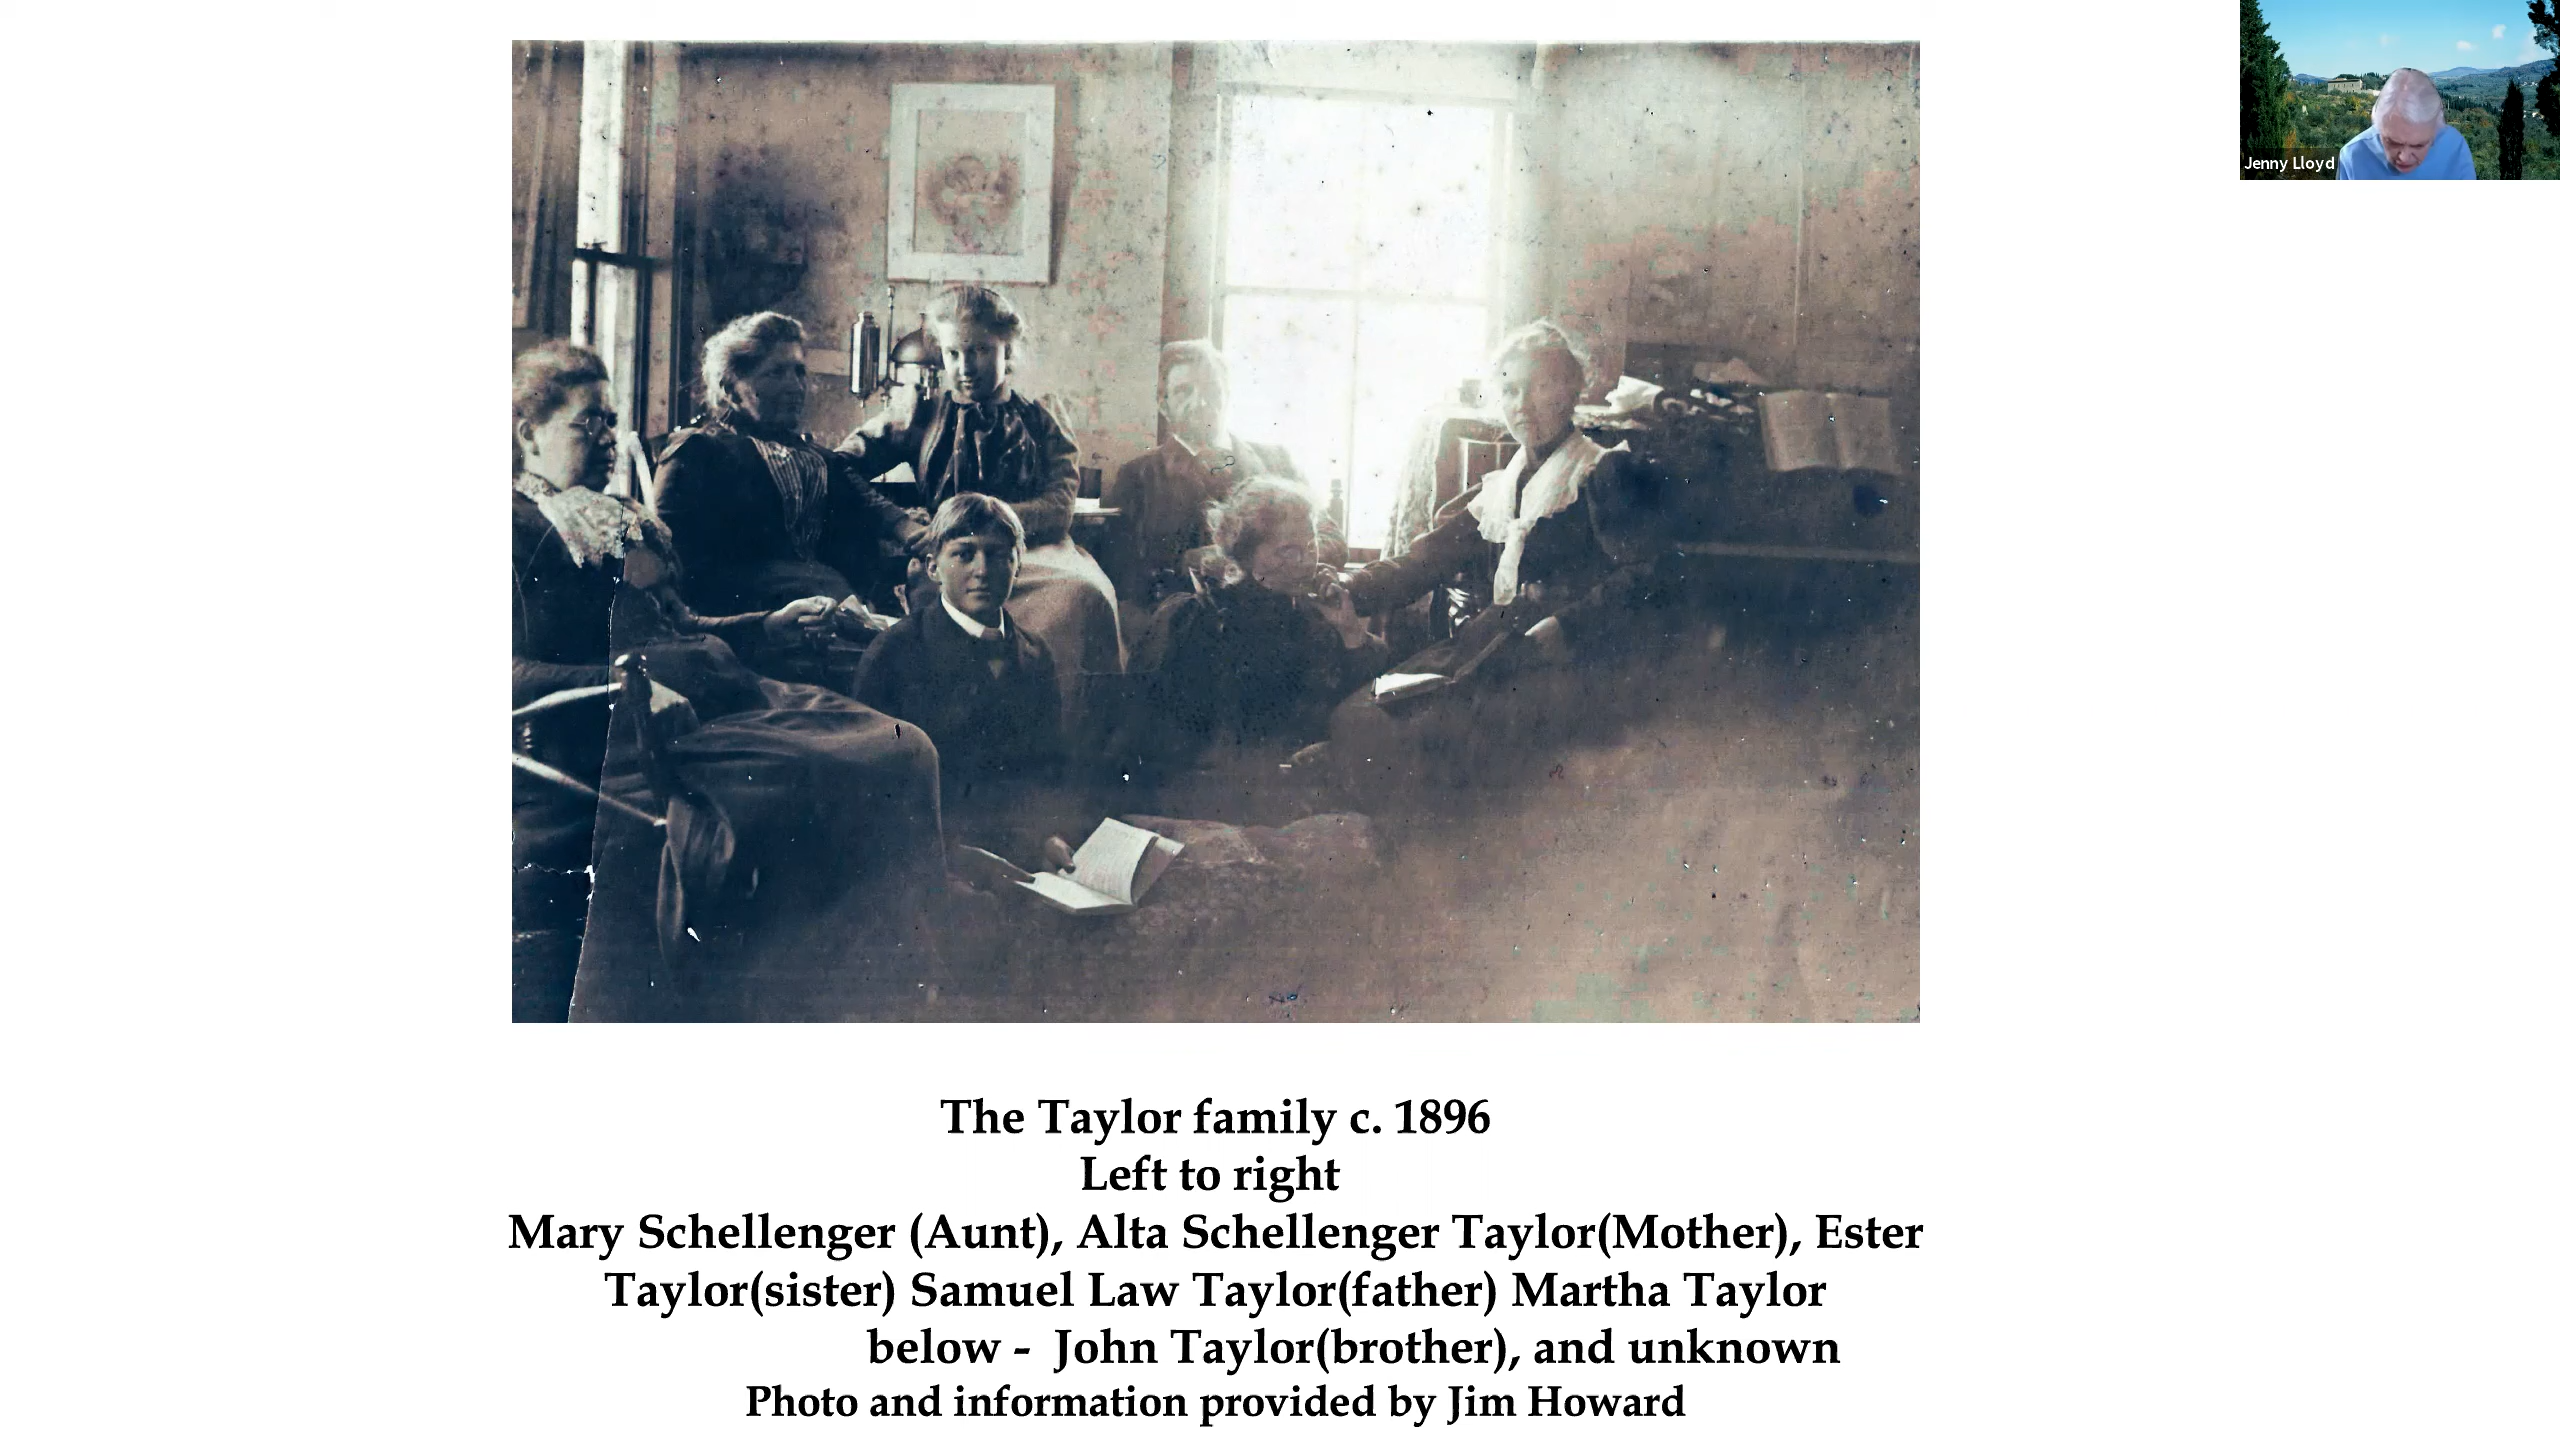 Jenny Lloyd
The Taylor family c. 1896
Left to right
Mary Schellenger (Aunt), Alta Schellenger Taylor(Mother), Ester
Taylor(sister) Samuel Law Taylor(father) Martha Taylor
below - John Taylor(brother), and unknown
Photo and information provided by Jim Howard